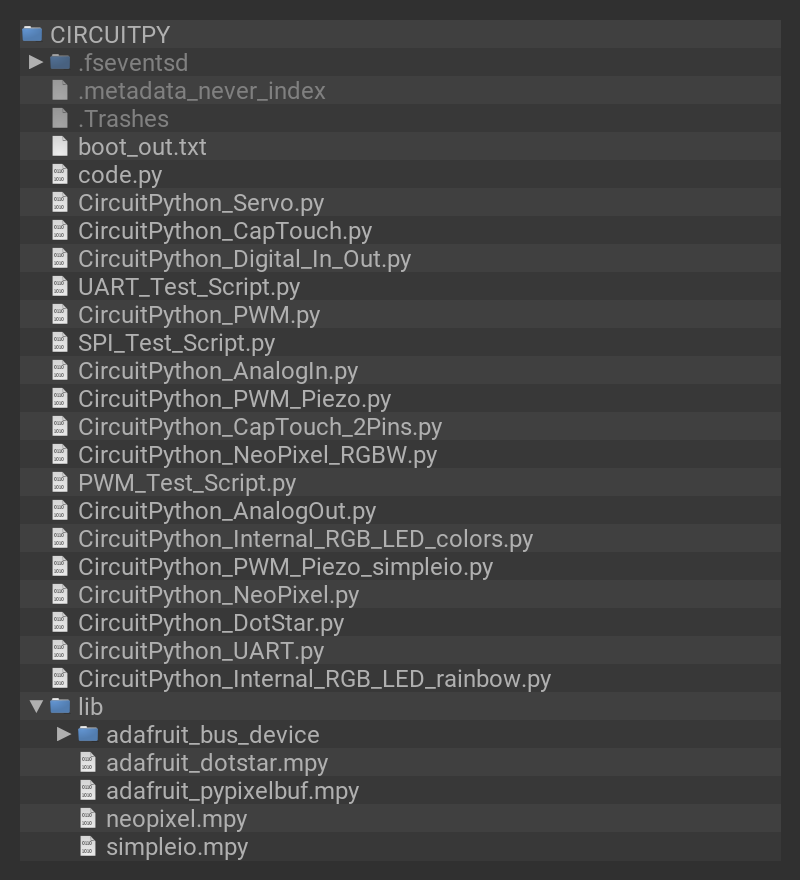 CIRCUITPY
.fseventsd
.metadata_never_index
.Trashes
boot_out.txt
code.py
CircuitPython_Servo.py
CircuitPython_CapTouch.py
CircuitPython_Digital_In_Out.py
UART_Test_Script.py
CircuitPython_PWM.py
SPI_Test_Script.py
CircuitPython_AnalogIn.py
CircuitPython_PWM_Piezo.py
CircuitPython_CapTouch_2Pins.py
CircuitPython_NeoPixel_RGBW.py
PWM_Test_Script.py
CircuitPython_AnalogOut.py
CircuitPython_Internal_RGB_LED_colors.py
CircuitPython_PWM_Piezo_simpleio.py
CircuitPython_NeoPixel.py
CircuitPython_DotStar.py
CircuitPython_UART.py
CircuitPython_Internal_RGB_LED_rainbow.py
lib
adafruit_bus_device
adafruit_dotstar.mpy
adafruit_pypixelbuf.mpy
neopixel.mpy
simpleio.mpy